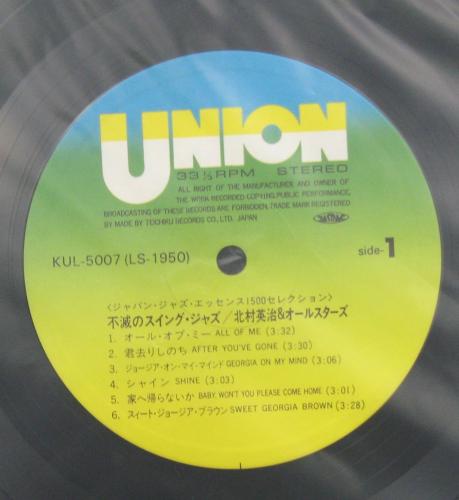 UNION
33 1/3 RPM STEREO
ALL RIGHT OF THE MANUFACTURER AND OWNER OF
THE WORK RECORDED COPYING, PUBLIC PERFORMANCE,
BROADCASTING OF THESE RECORDS ARE FORBIDDEN, TRADE MARK REGISTERED
BY MADE BY TEICHIKU RECORDS CO., LTD. JAPAN
KUL-5007 (LS-1950)
side-1
〈ジャパン・ジャズ・エッセンス1500セレクション〉
不滅のスイング・ジャズ／北村英治&オールスターズ
1. オール・オブ・ミー ALL OF ME (3:32)
2. 君去りしのち AFTER YOU'VE GONE (3:30)
3. ジョージア・オン・マイ・マインド GEORGIA ON MY MIND (3:06)
4. シャイン SHINE (3:03)
5. 家へ帰らないか BABY, WON'T YOU PLEASE COME HOME (3:01)
6. スィート・ジョージア・ブラウン SWEET GEORGIA BROWN (3:28)